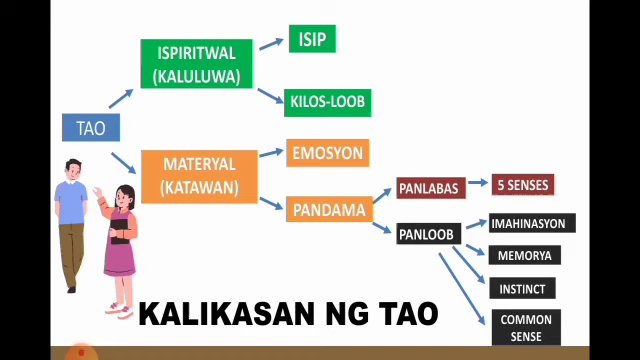 ISPIRITWAL
(KALULUWA)
ISIP
KILOS-LOOB
TAO
MATERYAL
(KATAWAN)
EMOSYON
PANDAMA
PANLABAS
5 SENSES
PANLOOB
IMAHINASYON
MEMORYA
INSTINCT
COMMON
SENSE
KALIKASAN NG TAO